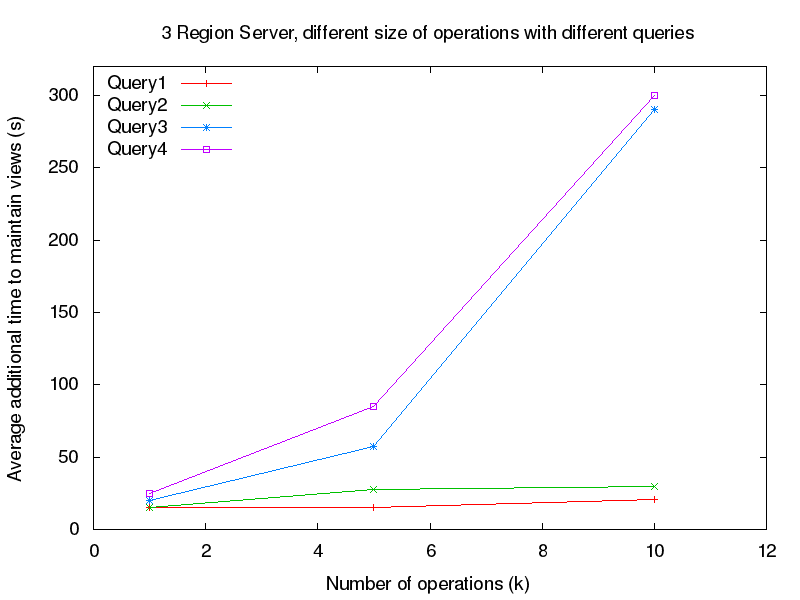 3 Region Server, different size of operations with different queries
Average additional time to maintain views (s)
300
250
200
150
100
50
0
Query1
Query2
Query3
Query4
0 2 4 6 8 10 12
Number of operations (k)